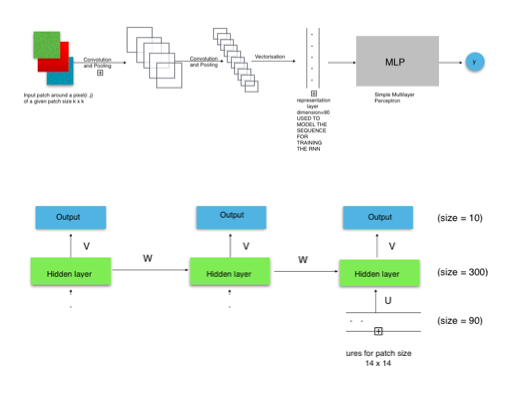 Convolution
and Pooling
Convolution
and Pooling
Vectorisation
MLP
y
Input patch around a pixel(i ,j)
of a given patch size k x k
Simple Multilayer
Perceptron
representation
layer
dimension=90
USED TO
MODEL THE
SEQUENCE
FOR
TRAINING
THE RNN
Output
Output
Output
(size = 10)
V
V
V
W
W
Hidden layer
Hidden layer
Hidden layer
(size = 300)
U
(size = 90)
ures for patch size
14 x 14